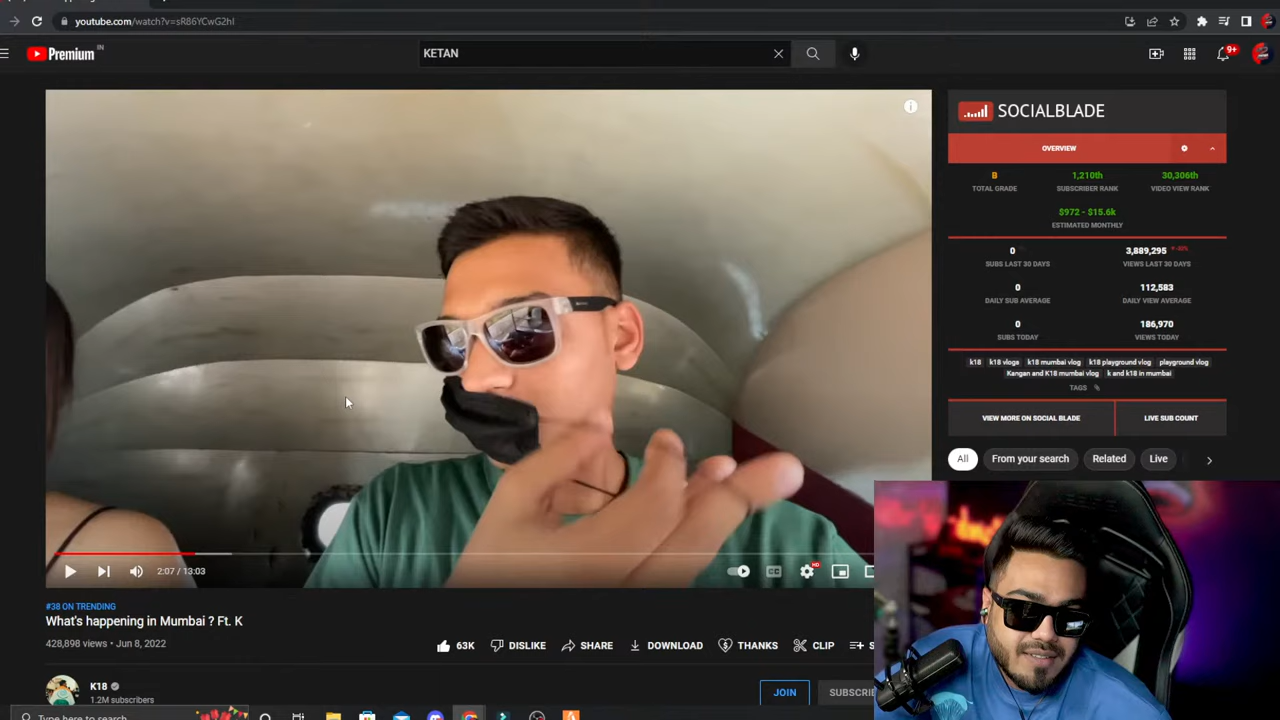 youtube.com/watch?v=sR86YCwG2hI
Premium IN
KETAN
9+
SOCIALBLADE
OVERVIEW
B 1,210th 30,306th
TOTAL GRADE SUBSCRIBER RANK VIDEO VIEW RANK
$972 - $15.6k
ESTIMATED MONTHLY
0 3,889,295
SUBS LAST 30 DAYS VIEWS LAST 30 DAYS
0 112,583
DAILY SUB AVERAGE DAILY VIEW AVERAGE
0 186,970
SUBS TODAY VIEWS TODAY
k18 k18 vloga k18 mumbai vlog k18 playground vlog playground vlog
Kangan and K18 mumbai vlog k and k18 in mumbai
TAGS
VIEW MORE ON SOCIAL BLADE LIVE SUB COUNT
All From your search Related Live
2:07 / 13:03 CC HD
#38 ON TRENDING
What's happening in Mumbai ? Ft. K
428,898 views • Jun 8, 2022
63K DISLIKE SHARE DOWNLOAD THANKS CLIP S
K18
1.2M subscribers
JOIN SUBSCRIBE
Type here to search